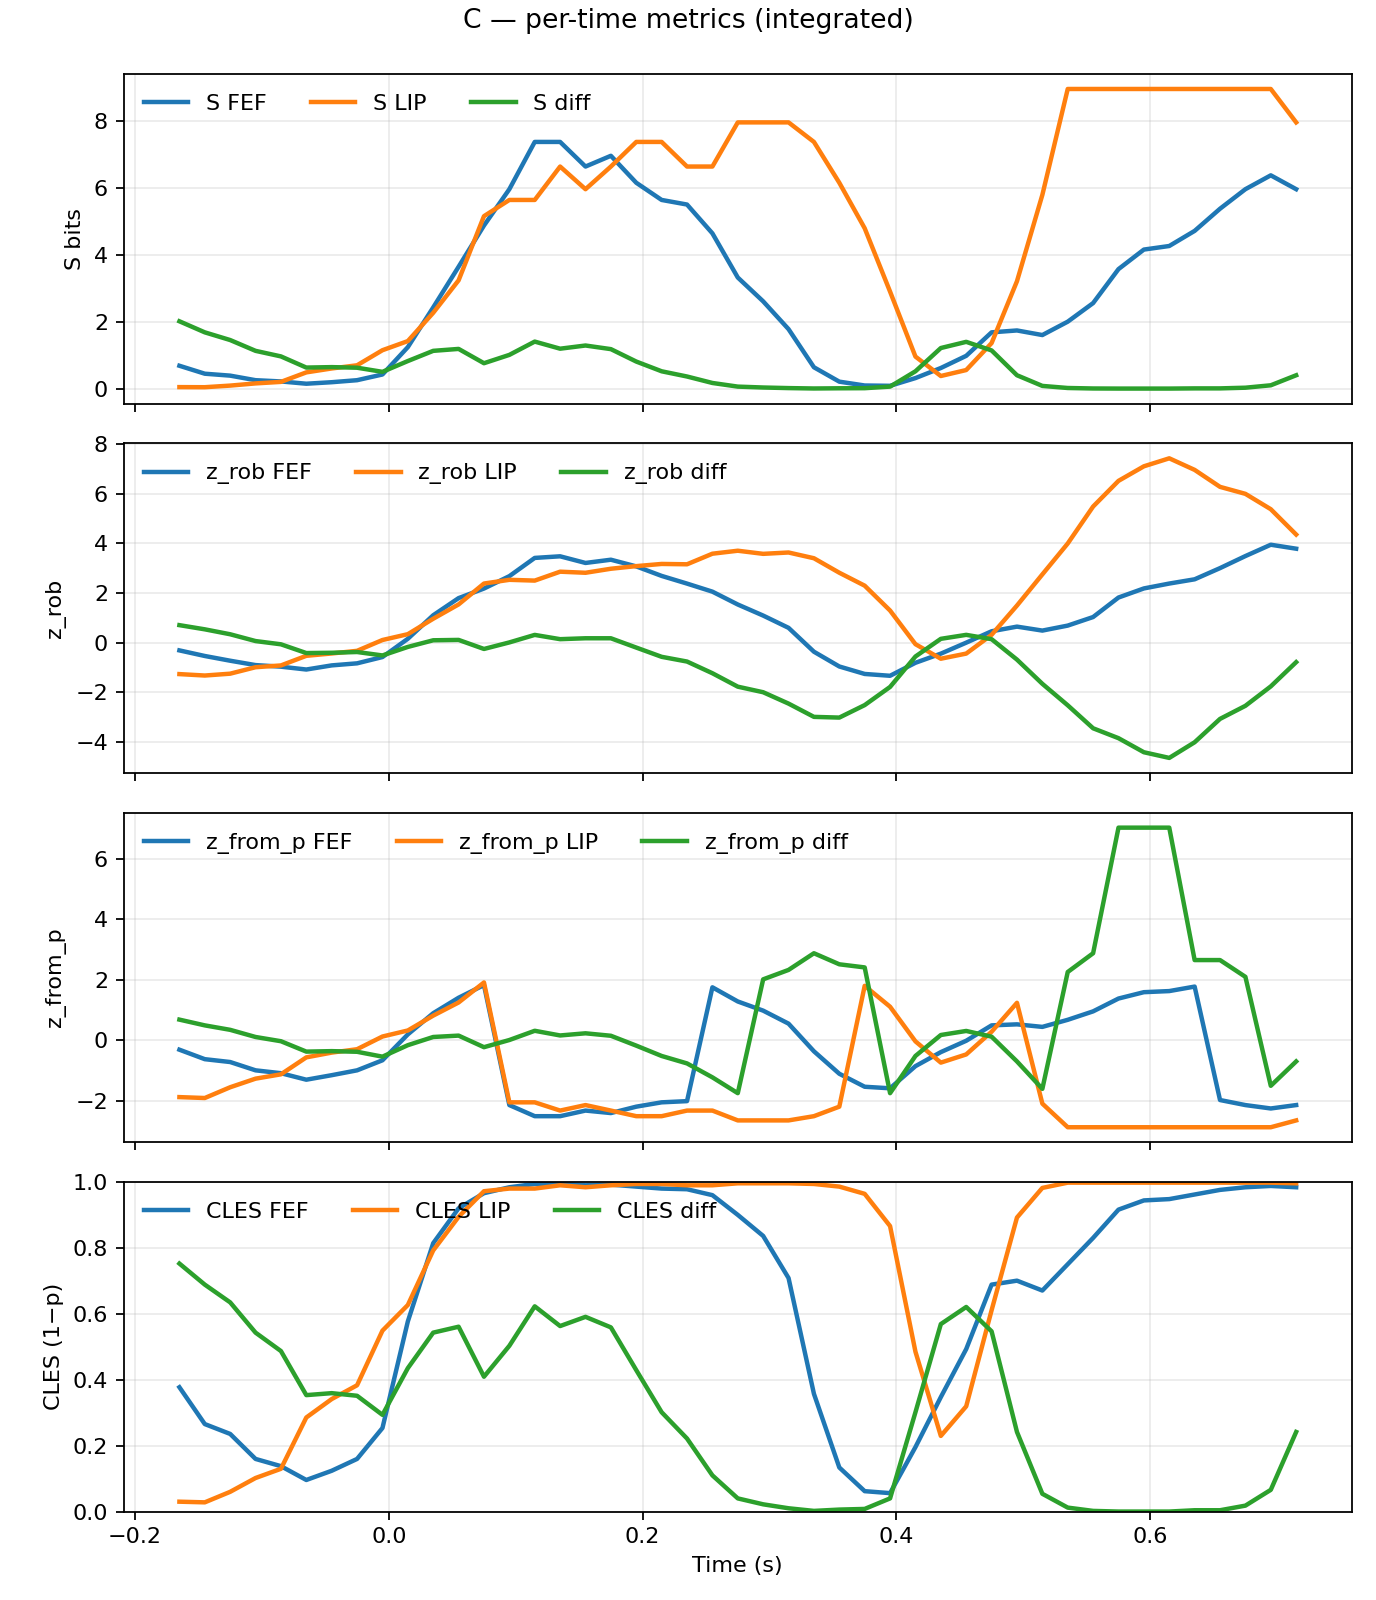 C — per-time metrics (integrated)
S FEF S LIP S diff
8
6
4
2
0
S bits
z_rob FEF z_rob LIP z_rob diff
8
6
4
2
0
−2
−4
z_rob
z_from_p FEF z_from_p LIP z_from_p diff
6
4
2
0
−2
z_from_p
CLES FEF CLES LIP CLES diff
1.0
0.8
0.6
0.4
0.2
0.0
CLES (1−p)
−0.2 0.0 0.2 0.4 0.6
Time (s)